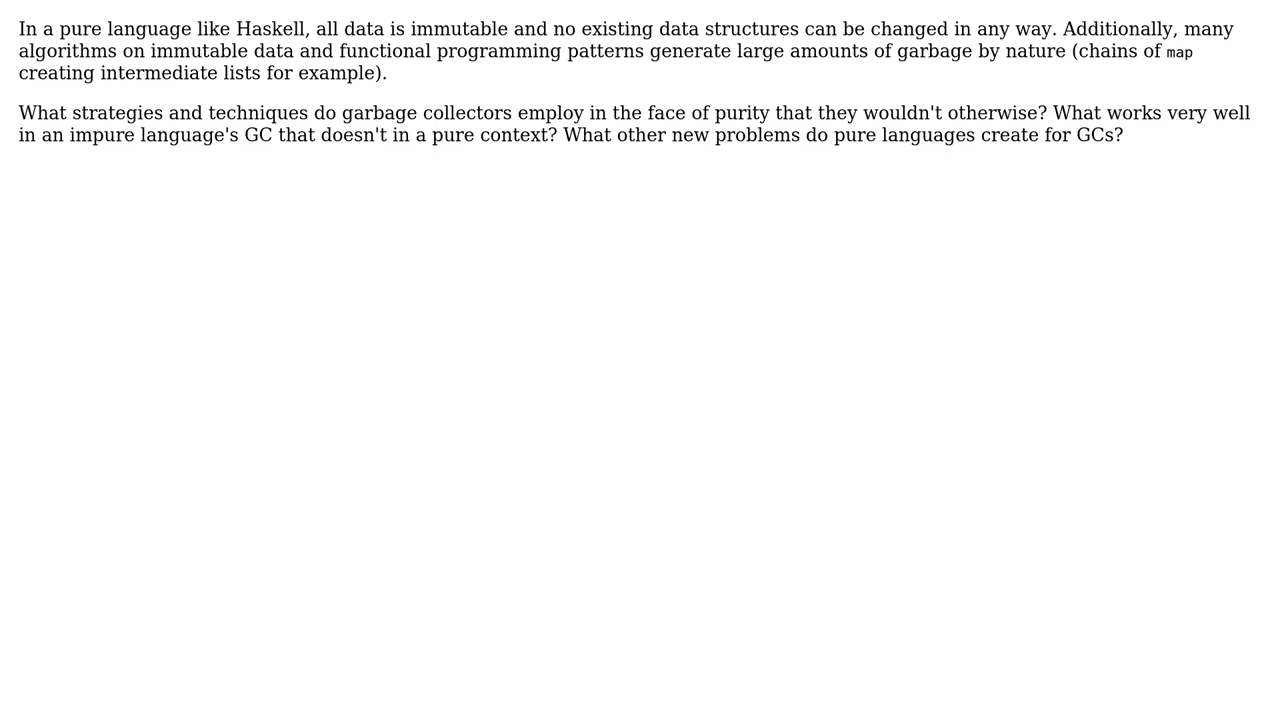 In a pure language like Haskell, all data is immutable and no existing data structures can be changed in any way. Additionally, many
algorithms on immutable data and functional programming patterns generate large amounts of garbage by nature (chains of map
creating intermediate lists for example).
What strategies and techniques do garbage collectors employ in the face of purity that they wouldn't otherwise? What works very well
in an impure language's GC that doesn't in a pure context? What other new problems do pure languages create for GCs?